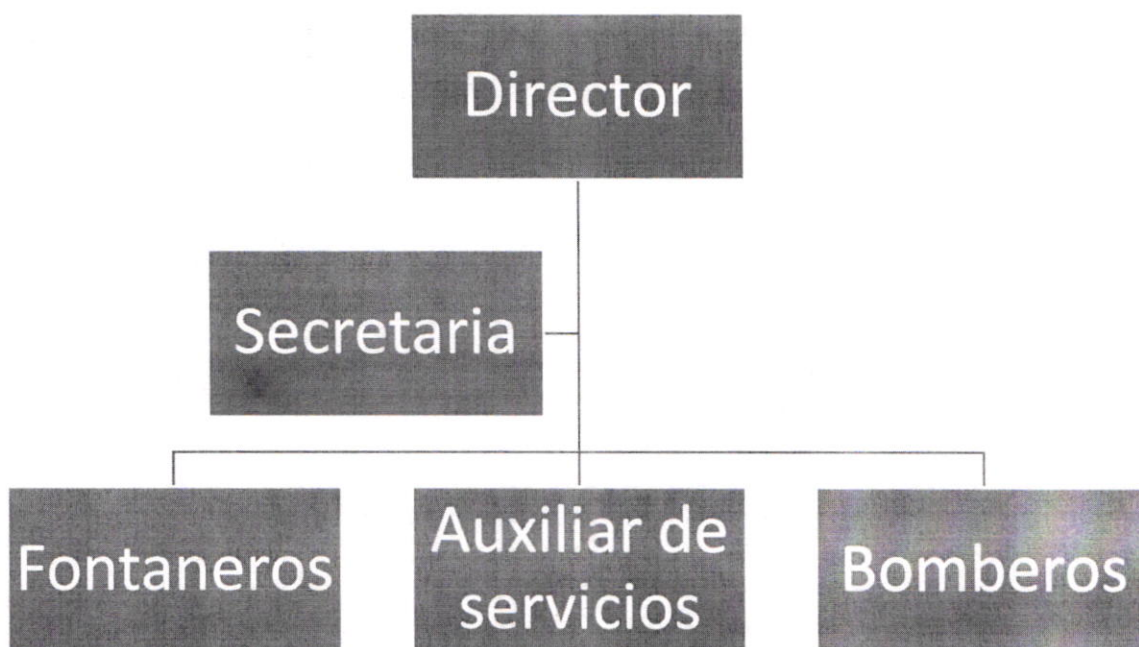 Director
Secretaria
Fontaneros
Auxiliar de
servicios
Bomberos